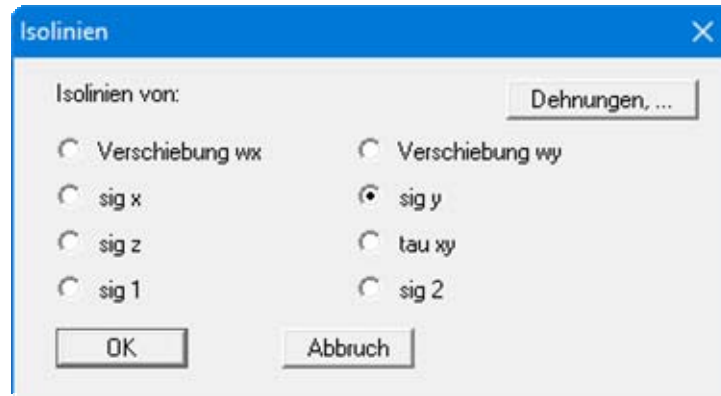 Isolinien
Isolinien von:
Dehnungen, ...
Verschiebung wx
Verschiebung wy
sig x
sig y
sig z
tau xy
sig 1
sig 2
OK
Abbruch